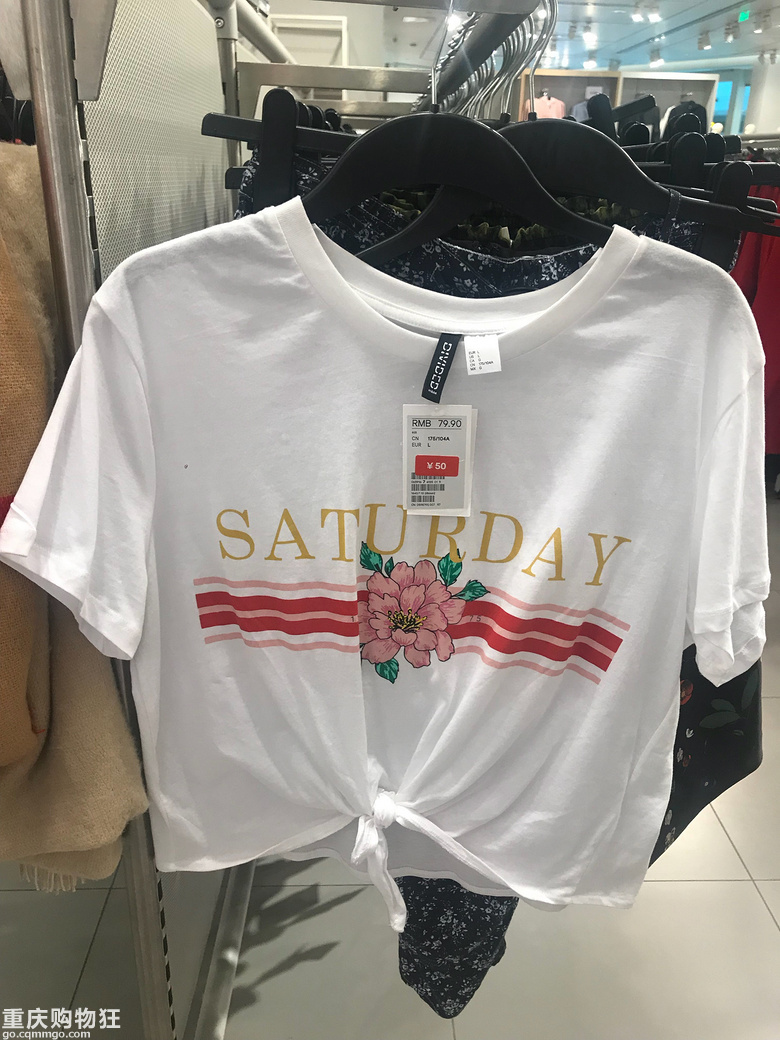 DIVIDED
RMB 79.90
CN 175/104A
EUR L
¥50
SATURDAY
重庆购物狂
go.cqmmgo.com